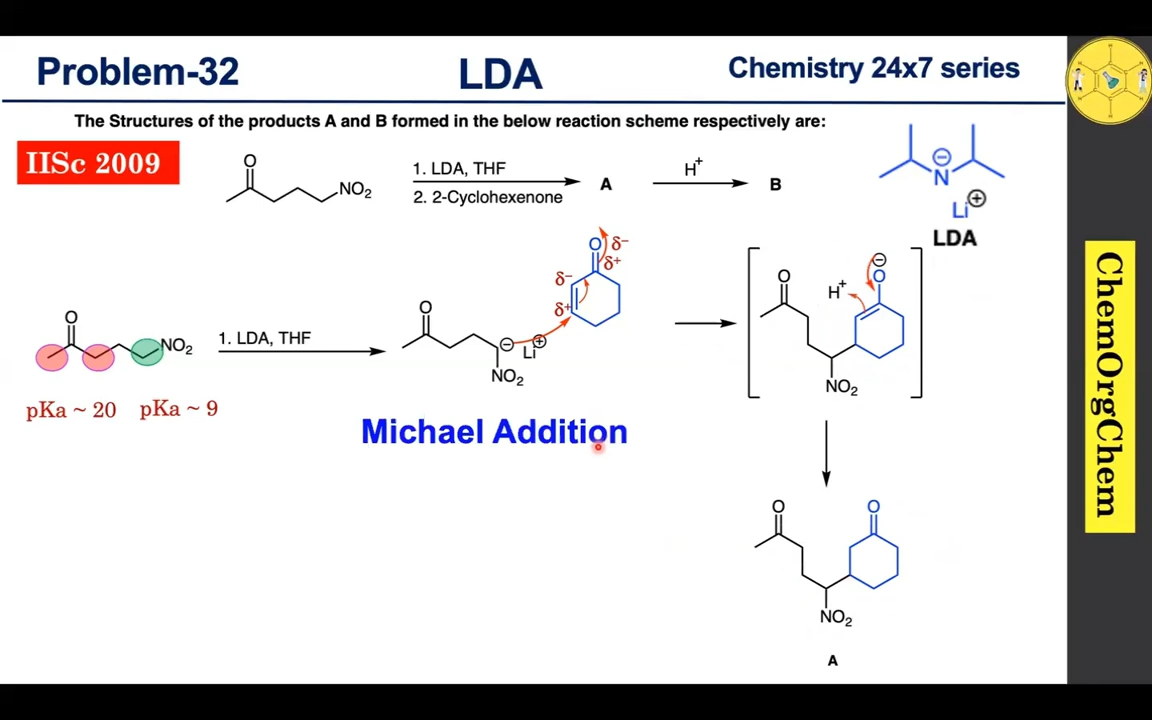 Problem-32
LDA
Chemistry 24x7 series
The Structures of the products A and B formed in the below reaction scheme respectively are:
IISc 2009
O
NO₂
1. LDA, THF
2. 2-Cyclohexenone
A
H⁺
B
N
⊖
Li⊕
LDA
O
NO₂
pKa ~ 20
pKa ~ 9
1. LDA, THF
O
⊖
Li⊕
NO₂
O
δ⁻
δ⁺
δ⁻
δ⁺
Michael Addition
O
H⁺
⊖
O
NO₂
O
O
NO₂
A
ChemOrgChem